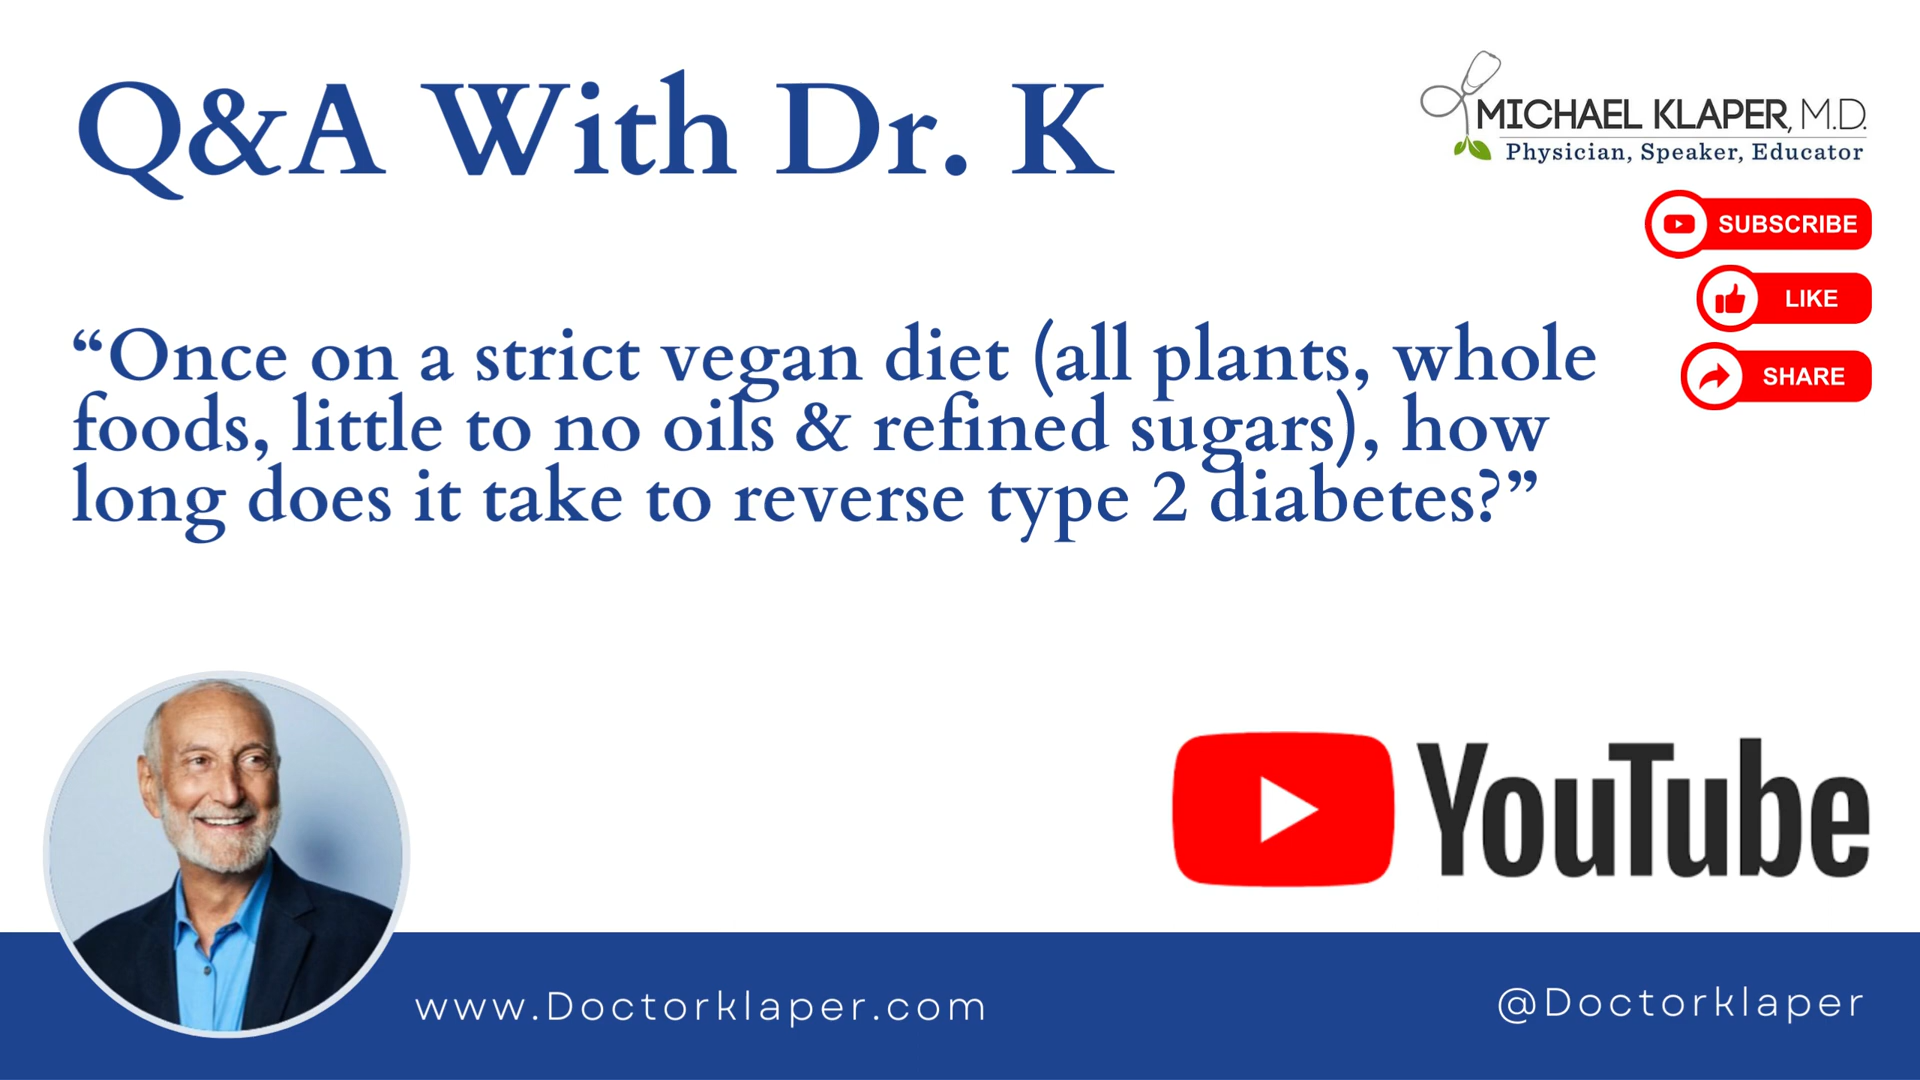 Q&A With Dr. K
MICHAEL KLAPER, M.D.
Physician, Speaker, Educator
SUBSCRIBE
LIKE
SHARE
“Once on a strict vegan diet (all plants, whole
foods, little to no oils & refined sugars), how
long does it take to reverse type 2 diabetes?”
YouTube
www.Doctorklaper.com
@Doctorklaper